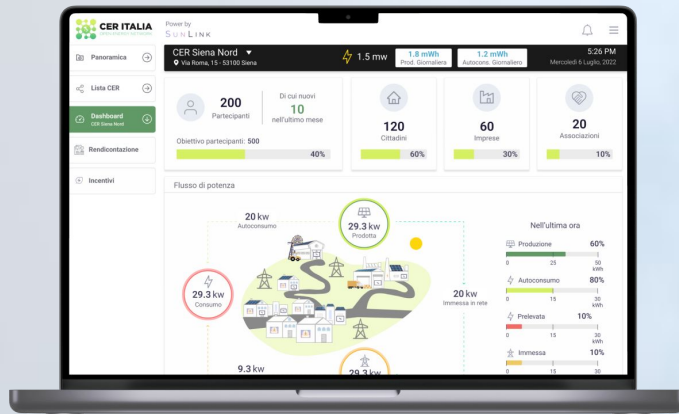 CER ITALIA
Power by
SUNLINK
Panoramica
CER Siena Nord
Via Roma, 15 - 53100 Siena
1.5 mw
1.8 mWh
Prod. Giornaliera
1.2 mWh
Autocons. Giornaliero
5:26 PM
Mercoledì 6 Luglio, 2022
Lista CER
Dashboard
CER Siena Nord
Rendicontazione
Incentivi
200
Partecipanti
Di cui nuovi
10
nell'ultimo mese
Obiettivo partecipanti: 500
40%
120
Cittadini
60%
60
Imprese
30%
20
Associazioni
10%
Flusso di potenza
20 kw
Autoconsumo
29.3 kw
Prodotta
29.3 kw
Consumo
20 kw
Immessa in rete
9.3 kw
29.3 kw
Nell'ultima ora
Produzione 60%
0 25 50
kWh
Autoconsumo 80%
0 15 30
kWh
Prelevata 10%
0 15 30
kWh
Immessa 10%
0 15 30